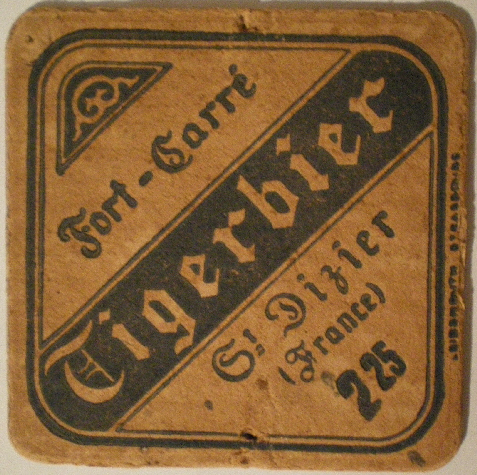 Fort-Carré
Tigerbier
St Dizier
(France)
225